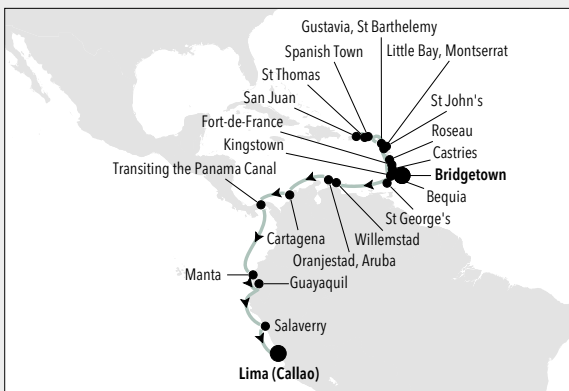 Gustavia, St Barthelemy
Spanish Town
Little Bay, Montserrat
St Thomas
San Juan
St John's
Fort-de-France
Roseau
Kingstown
Castries
Transiting the Panama Canal
Bridgetown
Bequia
St George's
Cartagena
Willemstad
Oranjestad, Aruba
Manta
Guayaquil
Salaverry
Lima (Callao)